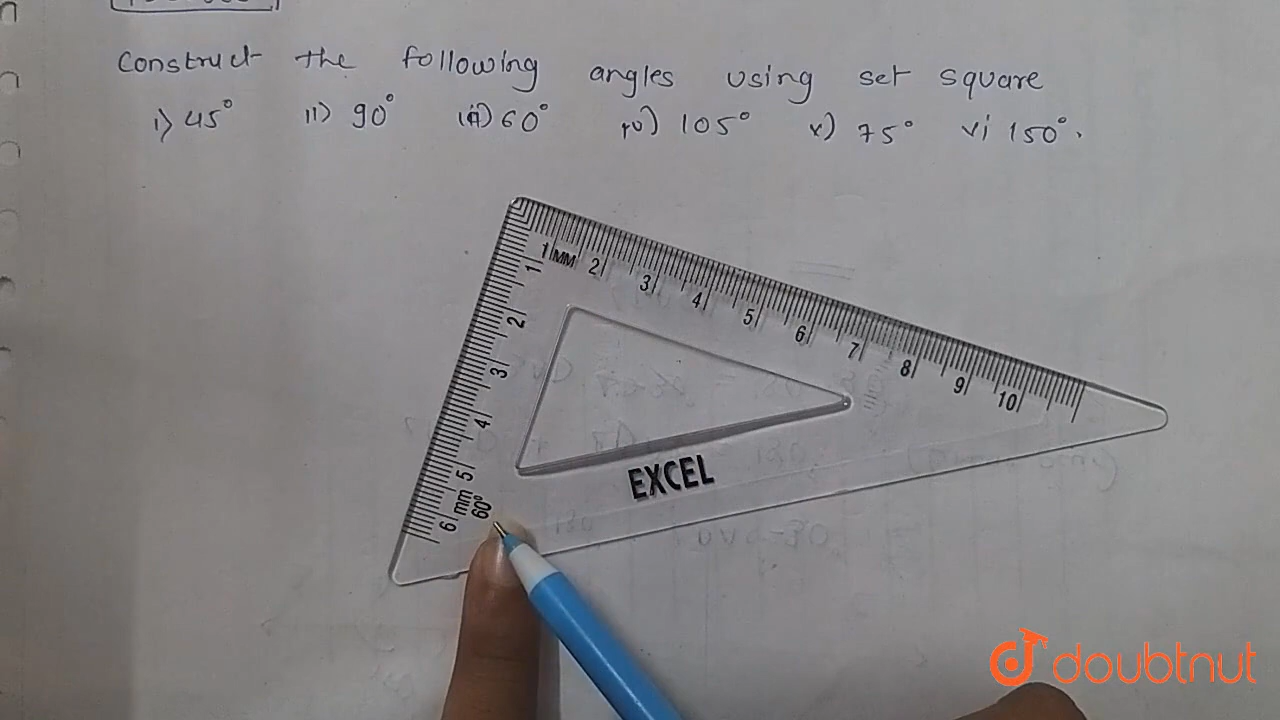 Construct the following angles using set square
i) 45° ii) 90° iii) 60° iv) 105° v) 75° vi 150°.
1 MM 2 3 4 5 6 7 8 9 10
1
2
3
4
5
6 mm
60°
EXCEL
doubtnut